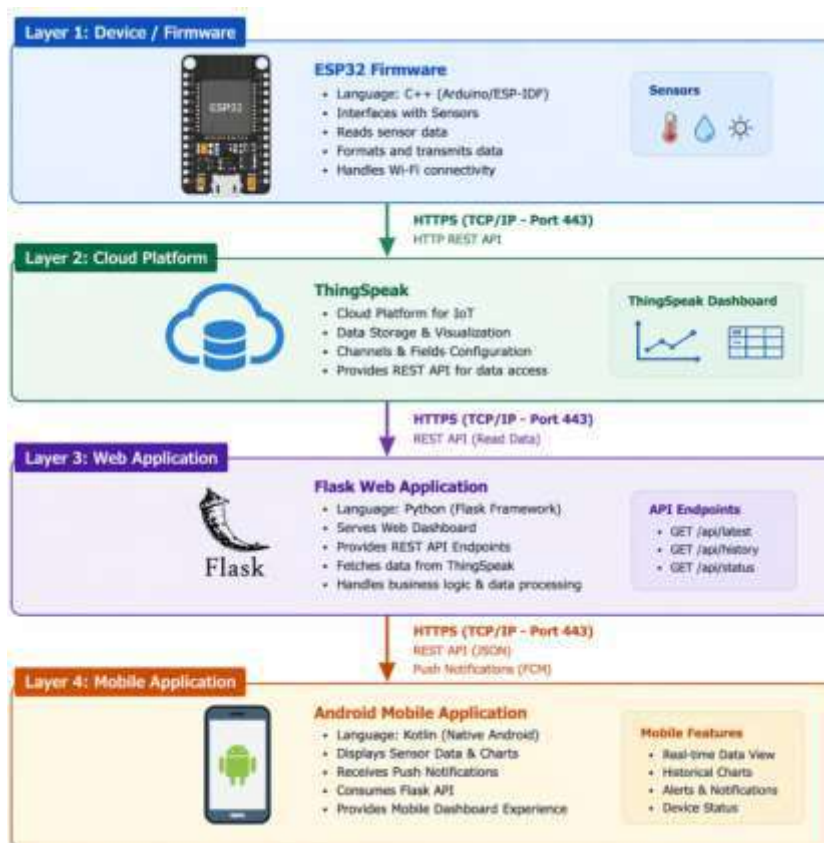 Layer 1: Device / Firmware
ESP32 Firmware
• Language: C++ (Arduino/ESP-IDF)
• Interfaces with Sensors
• Reads sensor data
• Formats and transmits data
• Handles Wi-Fi connectivity
ESP32
Sensors
HTTPS (TCP/IP - Port 443)
HTTP REST API
Layer 2: Cloud Platform
ThingSpeak
• Cloud Platform for IoT
• Data Storage & Visualization
• Channels & Fields Configuration
• Provides REST API for data access
ThingSpeak Dashboard
HTTPS (TCP/IP - Port 443)
REST API (Read Data)
Layer 3: Web Application
Flask
Flask Web Application
• Language: Python (Flask Framework)
• Serves Web Dashboard
• Provides REST API Endpoints
• Fetches data from ThingSpeak
• Handles business logic & data processing
API Endpoints
• GET /api/latest
• GET /api/history
• GET /api/status
HTTPS (TCP/IP - Port 443)
REST API (JSON)
Push Notifications (FCM)
Layer 4: Mobile Application
Android Mobile Application
• Language: Kotlin (Native Android)
• Displays Sensor Data & Charts
• Receives Push Notifications
• Consumes Flask API
• Provides Mobile Dashboard Experience
Mobile Features
• Real-time Data View
• Historical Charts
• Alerts & Notifications
• Device Status